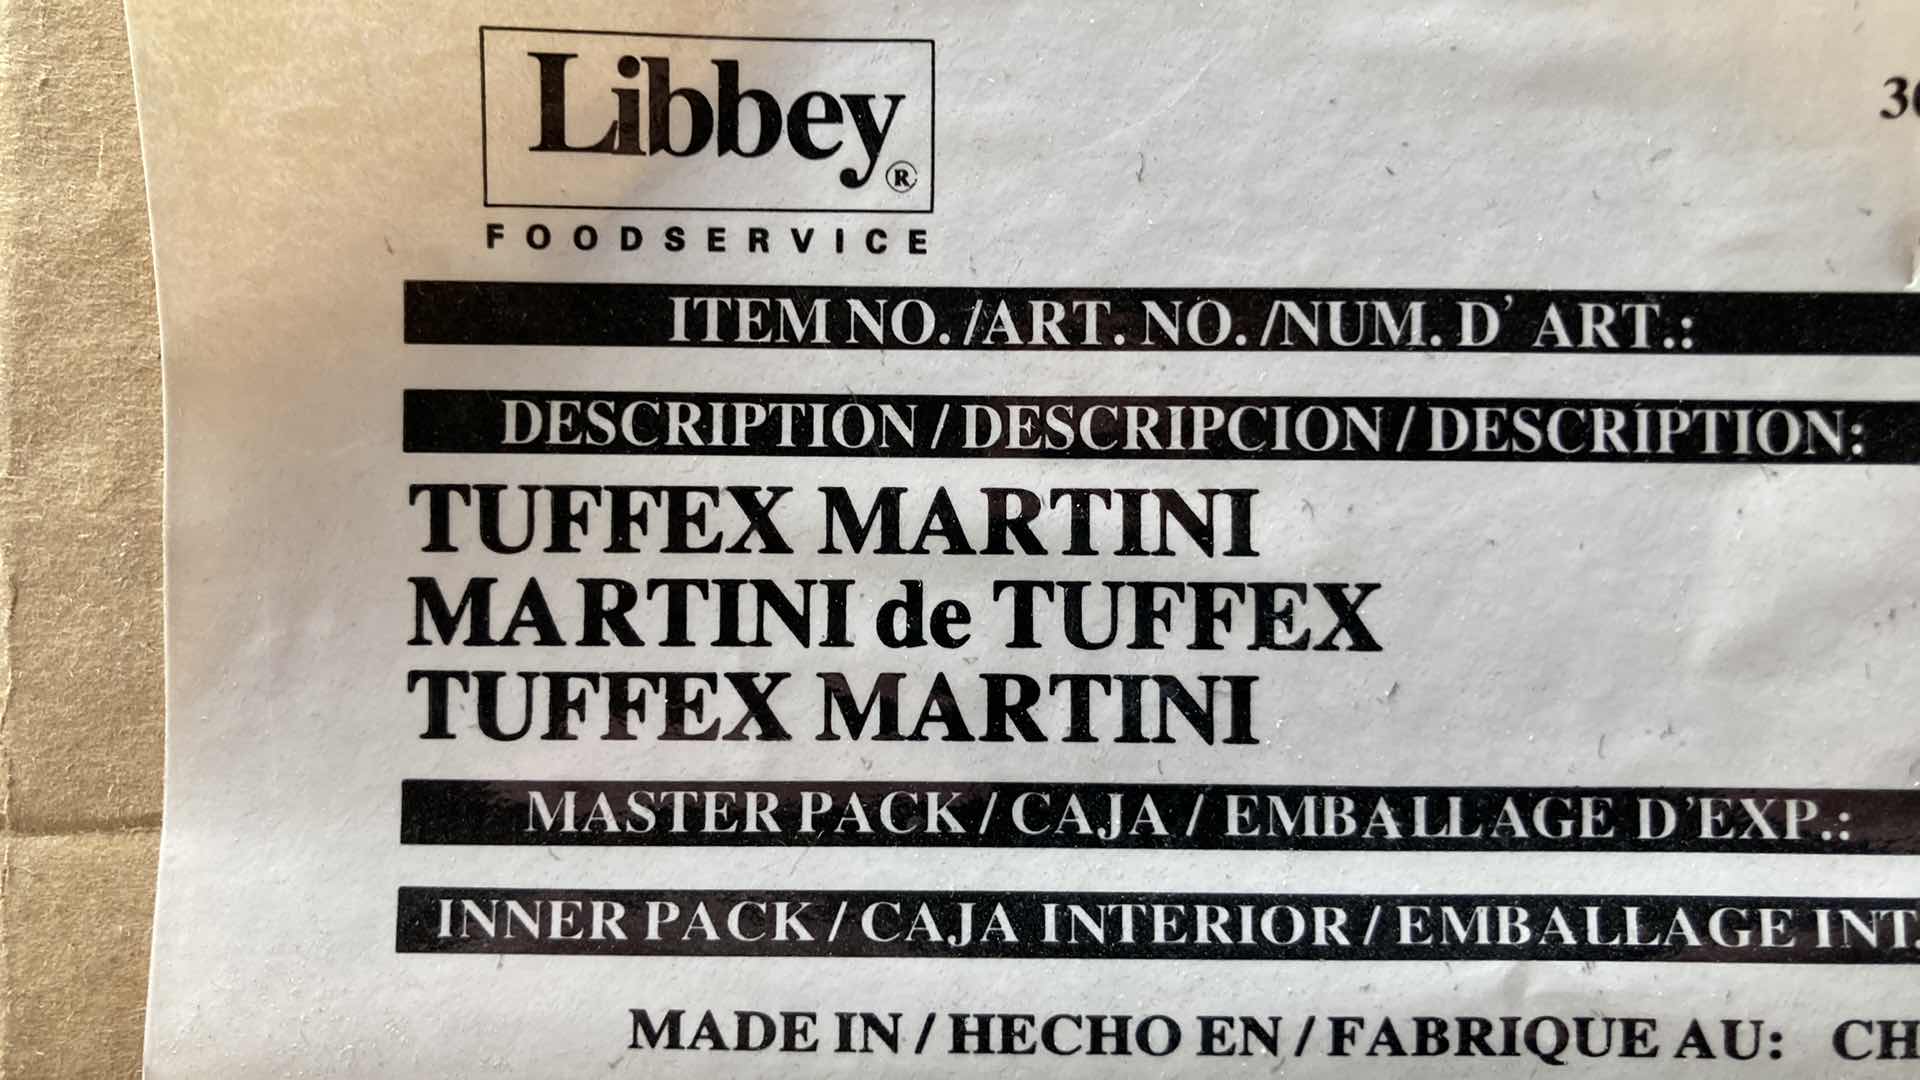 Libbey®
FOODSERVICE
ITEM NO./ART. NO./NUM. D' ART.:
DESCRIPTION / DESCRIPCION / DESCRIPTION:
TUFFEX MARTINI
MARTINI de TUFFEX
TUFFEX MARTINI
MASTER PACK / CAJA / EMBALLAGE D'EXP.:
INNER PACK / CAJA INTERIOR / EMBALLAGE INT.
MADE IN / HECHO EN / FABRIQUE AU: